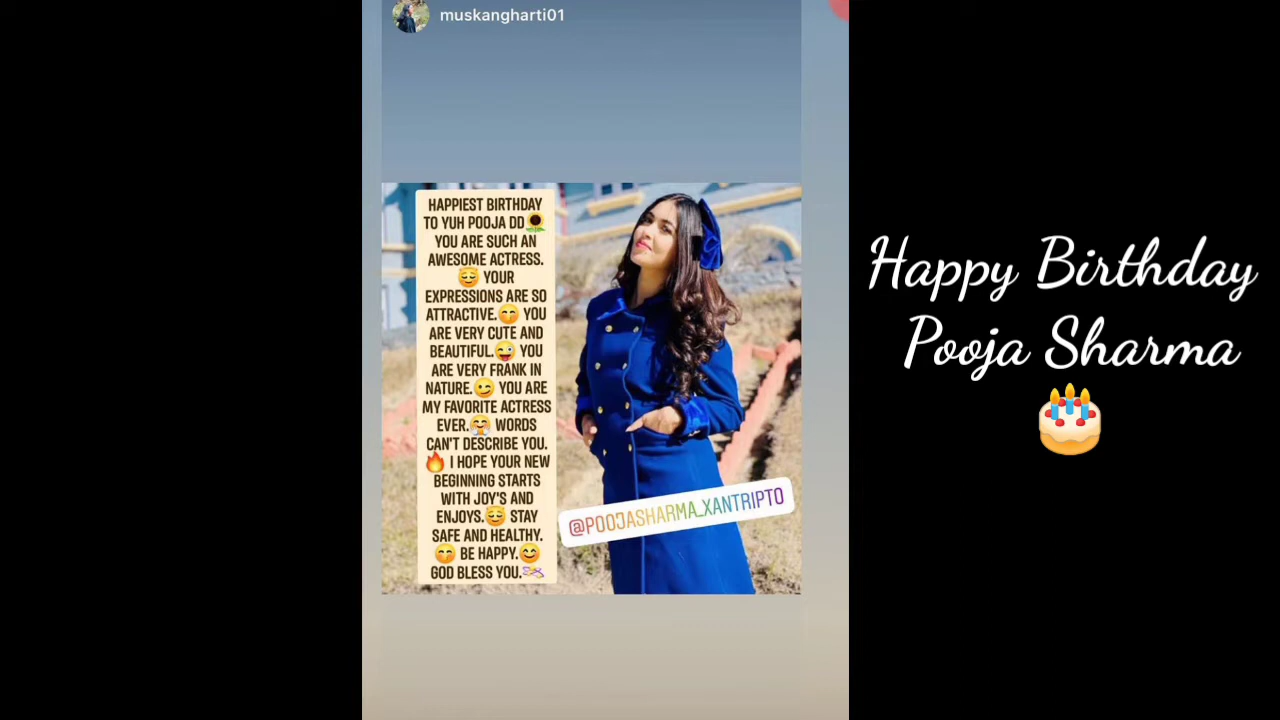 muskangharti01
HAPPIEST BIRTHDAY
TO YUH POOJA DD🌻
YOU ARE SUCH AN
AWESOME ACTRESS.
😌 YOUR
EXPRESSIONS ARE SO
ATTRACTIVE.😙 YOU
ARE VERY CUTE AND
BEAUTIFUL.😜 YOU
ARE VERY FRANK IN
NATURE.😉 YOU ARE
MY FAVORITE ACTRESS
EVER.🤗 WORDS
CAN'T DESCRIBE YOU.
🔥 I HOPE YOUR NEW
BEGINNING STARTS
WITH JOY'S AND
ENJOYS.😌 STAY
SAFE AND HEALTHY.
😙 BE HAPPY.😊
GOD BLESS YOU.💝
@POOJASHARMA_XANTRIPTO
Happy Birthday
Pooja Sharma
🎂